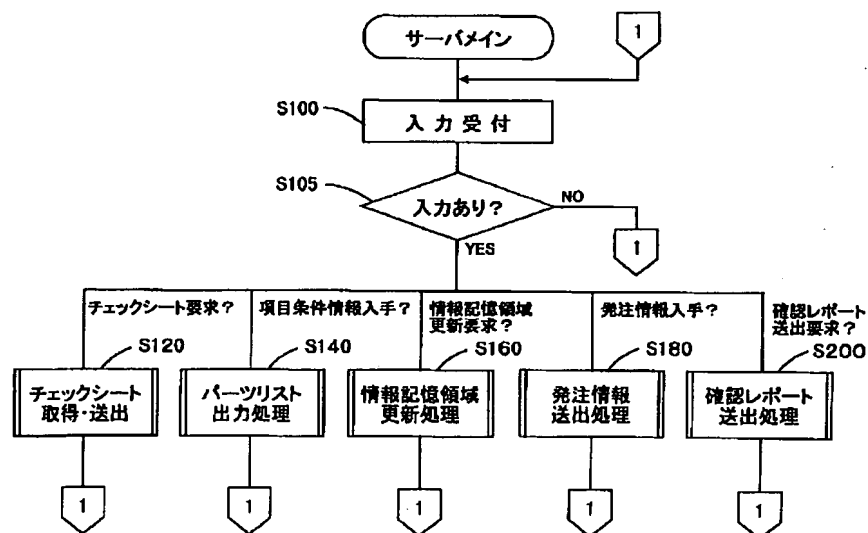 サーバメイン
1
S100
入力受付
S105
入力あり?
NO
1
YES
チェックシート要求?
項目条件情報入手?
情報記憶領域
更新要求?
発注情報入手?
確認レポート
送出要求?
S120
S140
S160
S180
S200
チェックシート
取得・送出
パーツリスト
出力処理
情報記憶領域
更新処理
発注情報
送出処理
確認レポート
送出処理
1
1
1
1
1